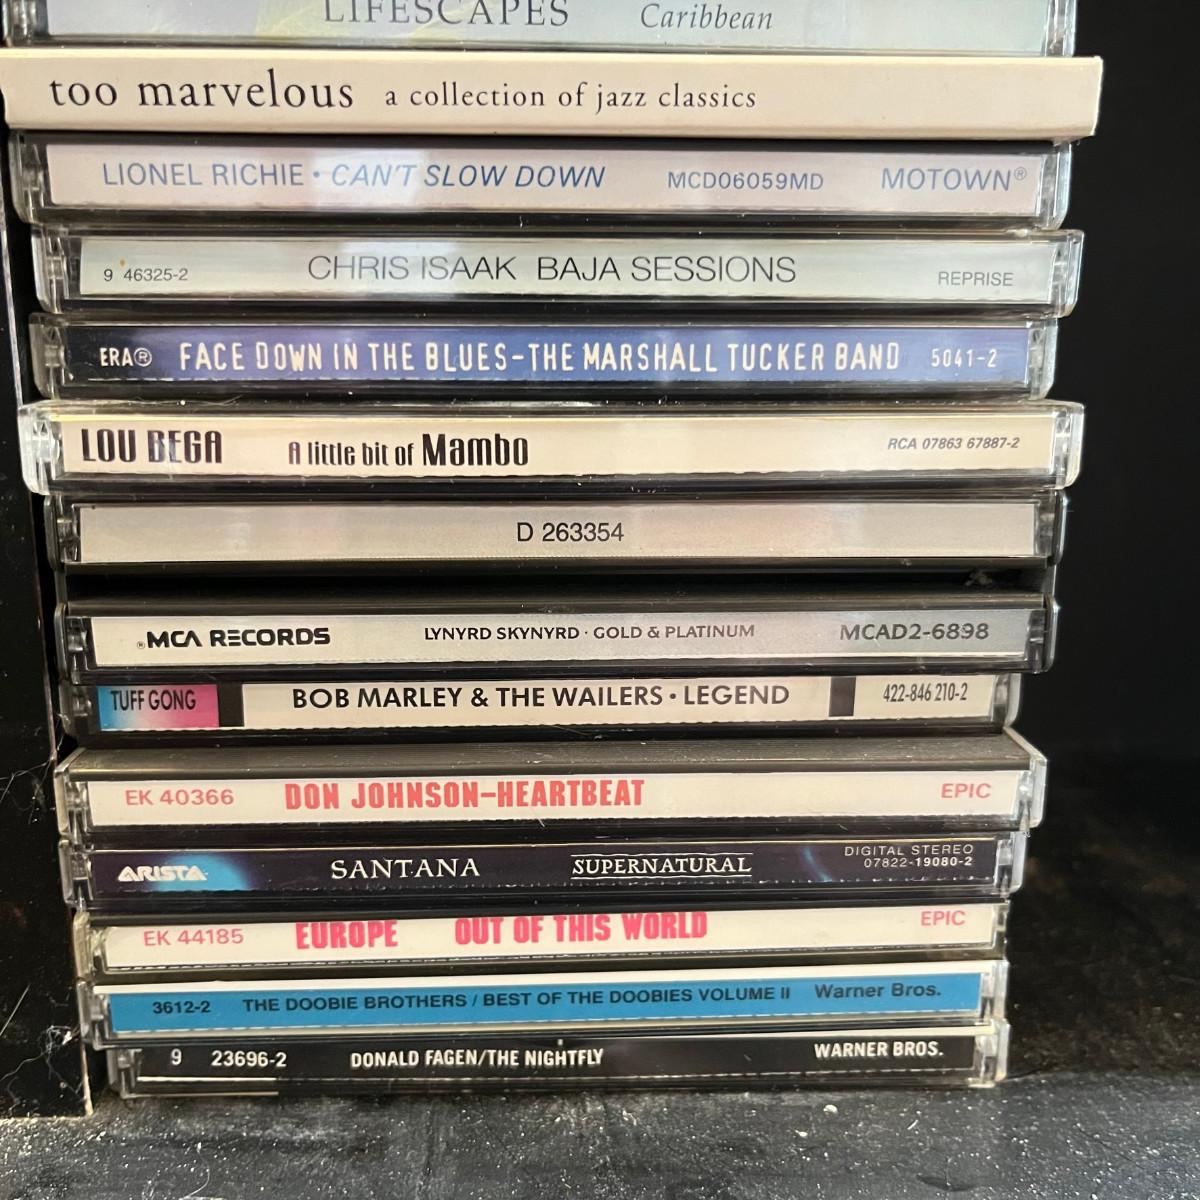 LIFESCAPES Caribbean
too marvelous a collection of jazz classics
LIONEL RICHIE • CAN'T SLOW DOWN MCD06059MD MOTOWN®
9 46325-2 CHRIS ISAAK BAJA SESSIONS REPRISE
ERA® FACE DOWN IN THE BLUES-THE MARSHALL TUCKER BAND 5041-2
LOU BEGA A little bit of Mambo RCA 07863 67887-2
D 263354
®MCA RECORDS LYNYRD SKYNYRD · GOLD & PLATINUM MCAD2-6898
TUFF GONG BOB MARLEY & THE WAILERS • LEGEND 422-846 210-2
EK 40366 DON JOHNSON-HEARTBEAT EPIC
ARISTA SANTANA SUPERNATURAL DIGITAL STEREO
07822-19080-2
EK 44185 EUROPE OUT OF THIS WORLD EPIC
3612-2 THE DOOBIE BROTHERS / BEST OF THE DOOBIES VOLUME II Warner Bros.
9 23696-2 DONALD FAGEN/THE NIGHTFLY WARNER BROS.